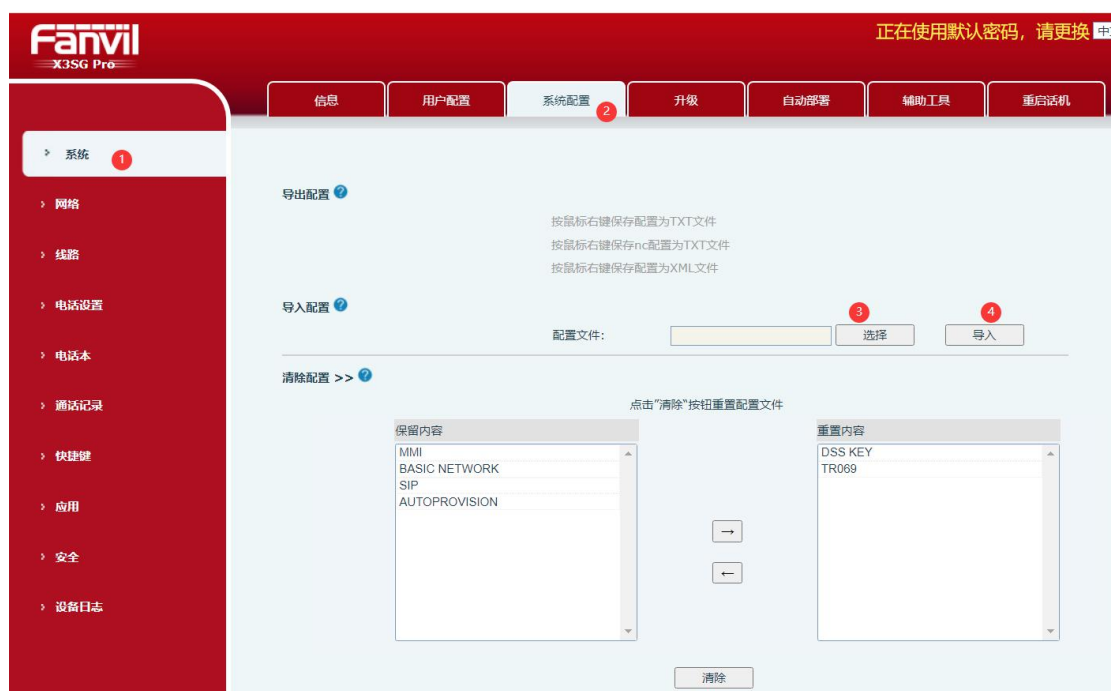 Fanvil
X3SG Pro
正在使用默认密码，请更换
信息 用户配置 系统配置 2 升级 自动部署 辅助工具 重启话机
› 系统 1
› 网络
› 线路
› 电话设置
› 电话本
› 通话记录
› 快捷键
› 应用
› 安全
› 设备日志
导出配置 ?
按鼠标右键保存配置为TXT文件
按鼠标右键保存nc配置为TXT文件
按鼠标右键保存配置为XML文件
导入配置 ?
3 4
配置文件: 选择 导入
清除配置 >> ?
点击"清除"按钮重置配置文件
保留内容 重置内容
MMI DSS KEY
BASIC NETWORK TR069
SIP
AUTOPROVISION
→
←
清除